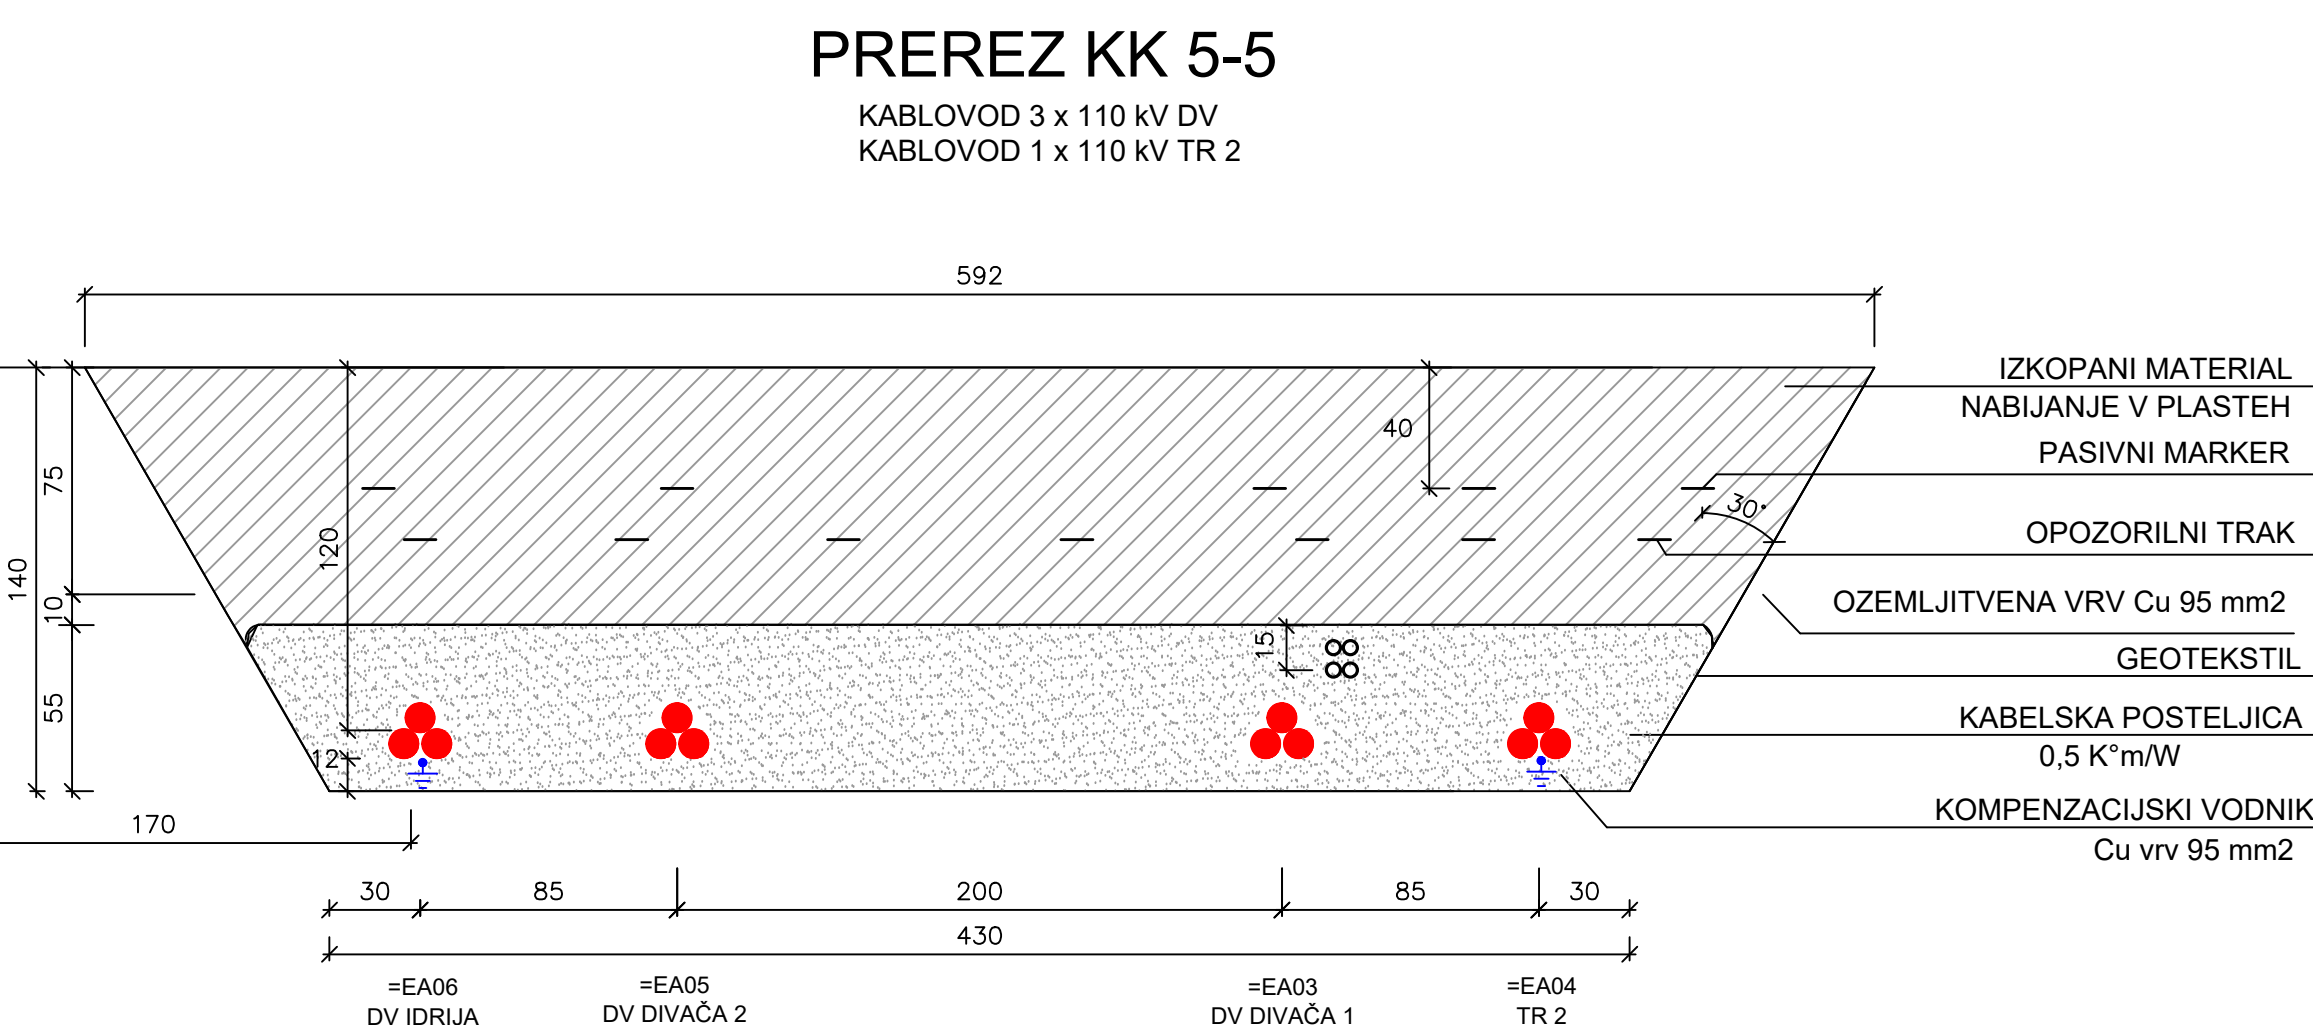 PREREZ KK 5-5
KABLOVOD 3 x 110 kV DV
KABLOVOD 1 x 110 kV TR 2
592
IZKOPANI MATERIAL
NABIJANJE V PLASTEH
40
PASIVNI MARKER
75
30°
120
OPOZORILNI TRAK
140
10
OZEMLJITVENA VRV Cu 95 mm2
15
GEOTEKSTIL
55
KABELSKA POSTELJICA
0,5 K°m/W
12
KOMPENZACIJSKI VODNIK
170
Cu vrv 95 mm2
30
85
200
85
30
430
=EA06
DV IDRIJA
=EA05
DV DIVAČA 2
=EA03
DV DIVAČA 1
=EA04
TR 2